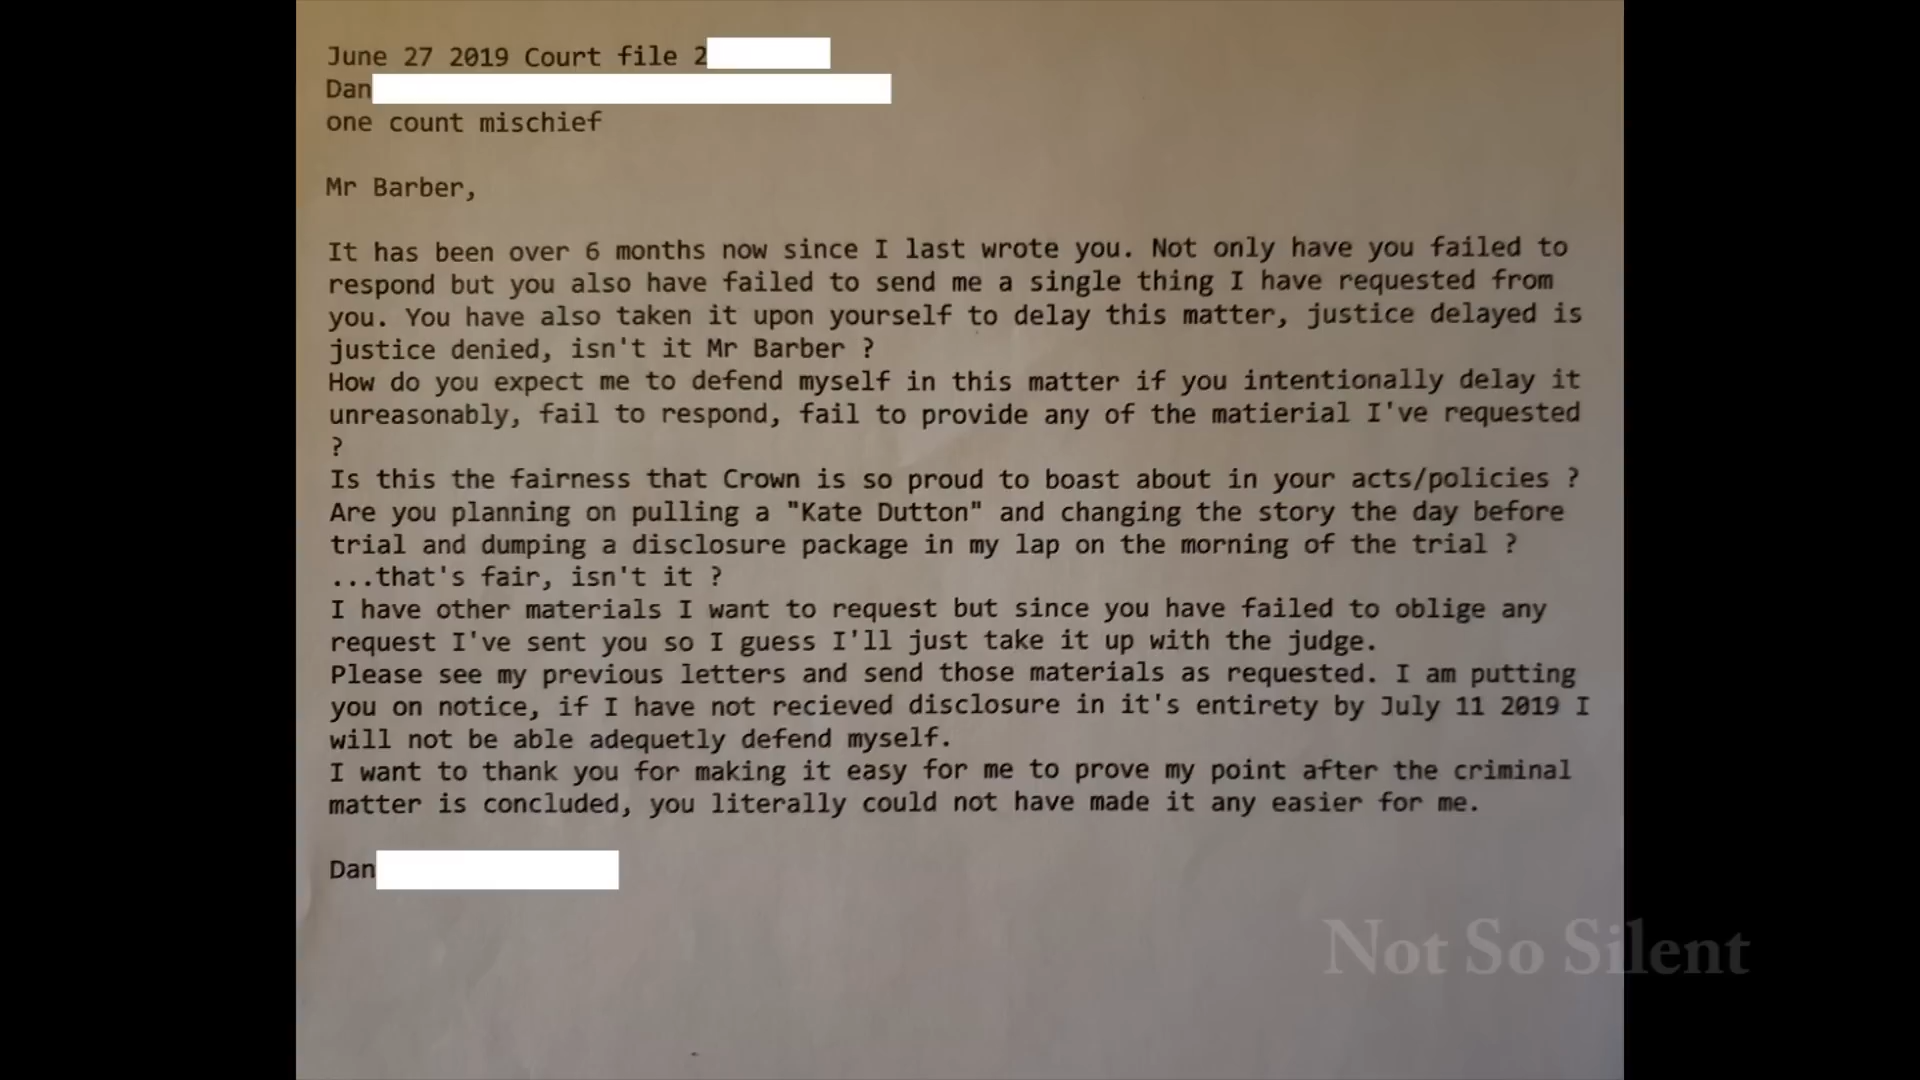 June 27 2019 Court file 2
Dan
one count mischief
Mr Barber,
It has been over 6 months now since I last wrote you. Not only have you failed to
respond but you also have failed to send me a single thing I have requested from
you. You have also taken it upon yourself to delay this matter, justice delayed is
justice denied, isn't it Mr Barber ?
How do you expect me to defend myself in this matter if you intentionally delay it
unreasonably, fail to respond, fail to provide any of the matierial I've requested
?
Is this the fairness that Crown is so proud to boast about in your acts/policies ?
Are you planning on pulling a "Kate Dutton" and changing the story the day before
trial and dumping a disclosure package in my lap on the morning of the trial ?
...that's fair, isn't it ?
I have other materials I want to request but since you have failed to oblige any
request I've sent you so I guess I'll just take it up with the judge.
Please see my previous letters and send those materials as requested. I am putting
you on notice, if I have not recieved disclosure in it's entirety by July 11 2019 I
will not be able adequetly defend myself.
I want to thank you for making it easy for me to prove my point after the criminal
matter is concluded, you literally could not have made it any easier for me.
Dan
Not So Silent